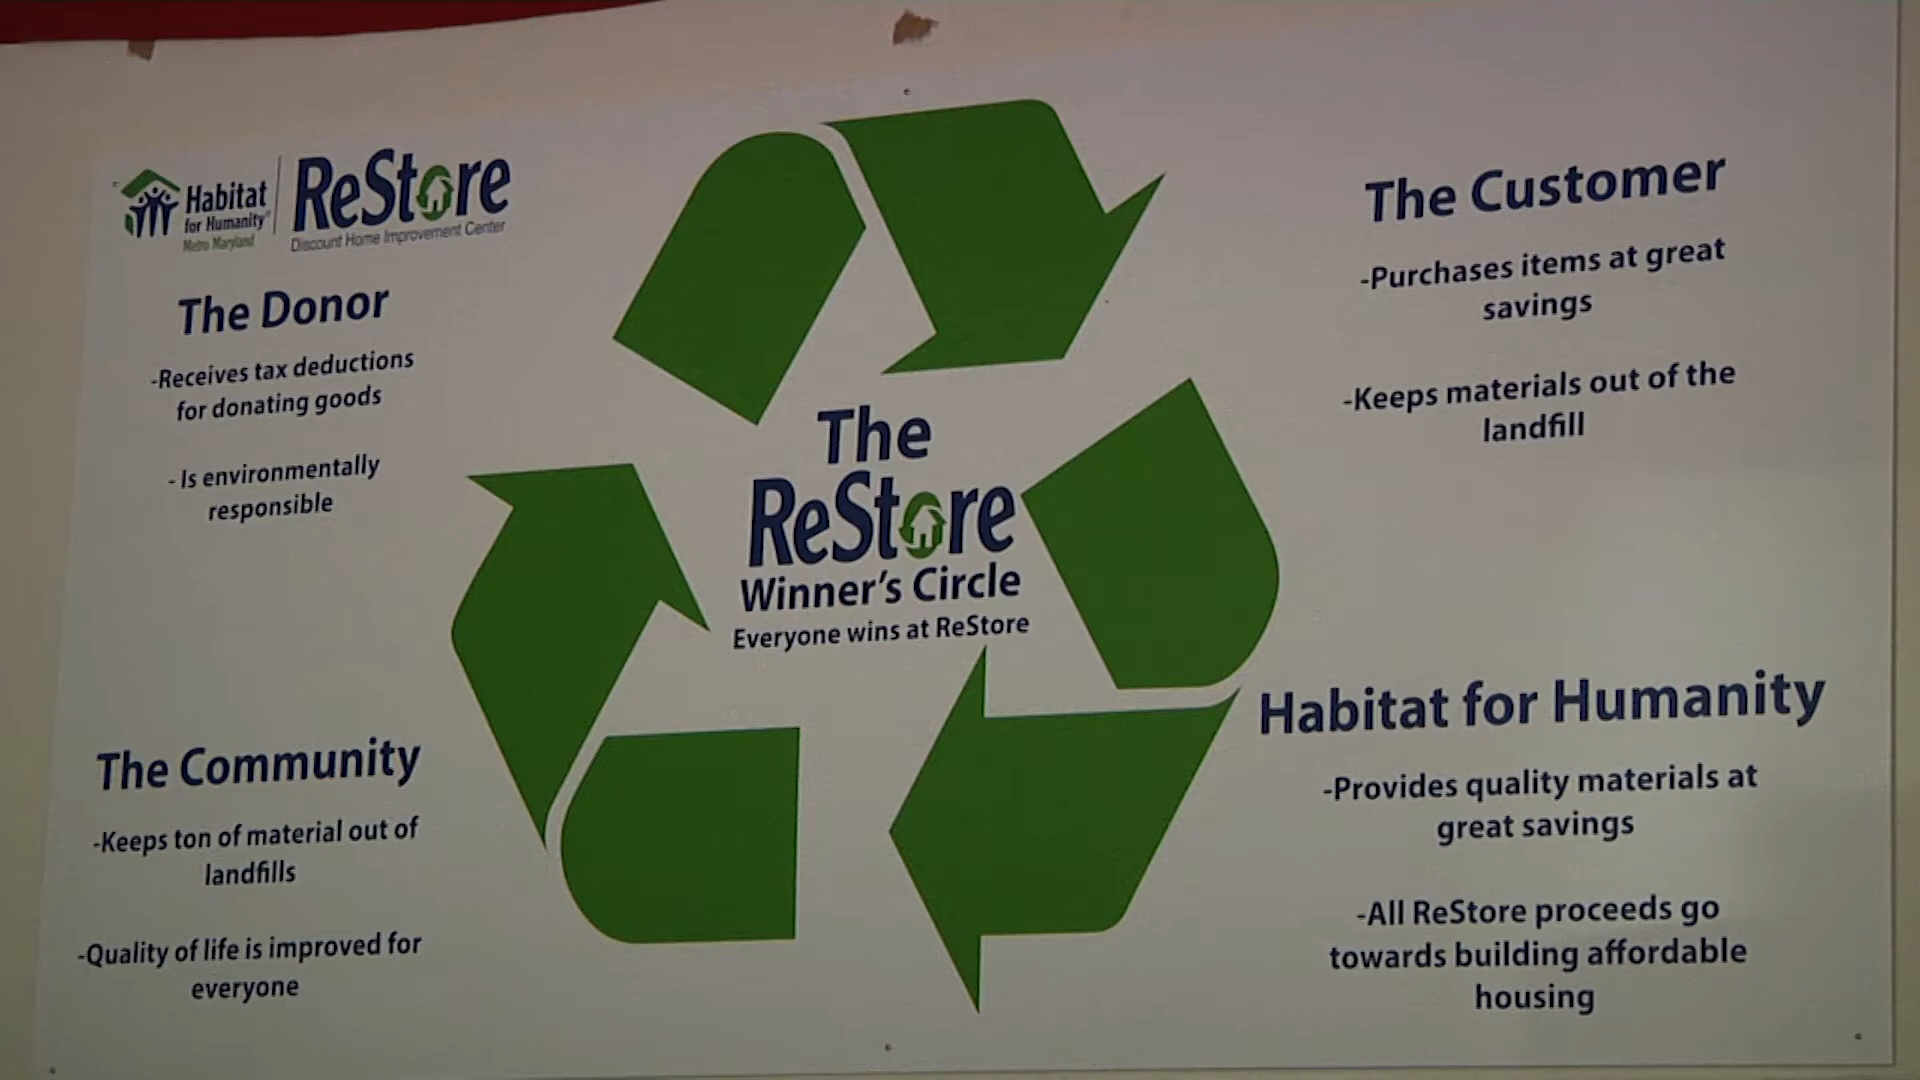 Habitat
for Humanity®
Metro Maryland
ReStore
Discount Home Improvement Center
The Donor
-Receives tax deductions
for donating goods
- Is environmentally
responsible
The Customer
-Purchases items at great
savings
-Keeps materials out of the
landfill
The
ReStore
Winner's Circle
Everyone wins at ReStore
The Community
-Keeps ton of material out of
landfills
-Quality of life is improved for
everyone
Habitat for Humanity
-Provides quality materials at
great savings
-All ReStore proceeds go
towards building affordable
housing